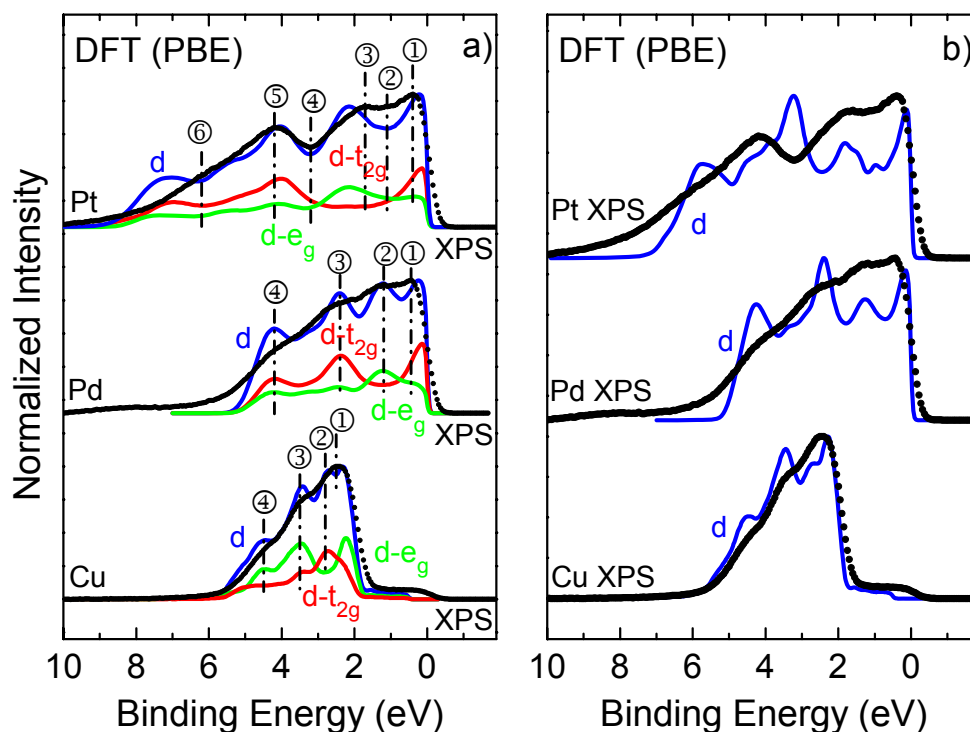 DFT (PBE)
a)
③
①
②
⑤
④
⑥
d
d-t2g
Pt
d-eg
XPS
③
②
①
④
d-t2g
d
Pd
d-eg
XPS
①
②
③
④
d
d-eg
Cu
d-t2g
XPS
10
8
6
4
2
0
Binding Energy (eV)
Normalized Intensity
DFT (PBE)
b)
Pt XPS
d
d
Pd XPS
d
Cu XPS
10
8
6
4
2
0
Binding Energy (eV)